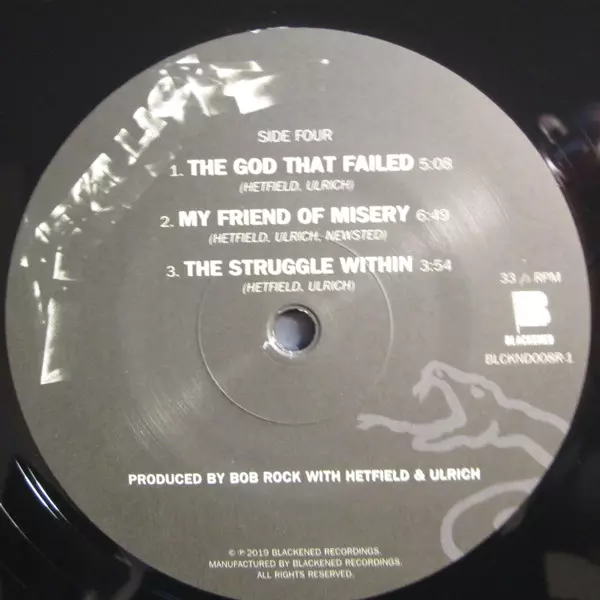 SIDE FOUR
1. THE GOD THAT FAILED 5:08
(HETFIELD, ULRICH)
2. MY FRIEND OF MISERY 6:49
(HETFIELD, ULRICH, NEWSTED)
3. THE STRUGGLE WITHIN 3:54
(HETFIELD, ULRICH)
33 ⅓ RPM
B
BLACKENED
BLCKND008R-1
PRODUCED BY BOB ROCK WITH HETFIELD & ULRICH
© ℗ 2019 BLACKENED RECORDINGS.
MANUFACTURED BY BLACKENED RECORDINGS.
ALL RIGHTS RESERVED.